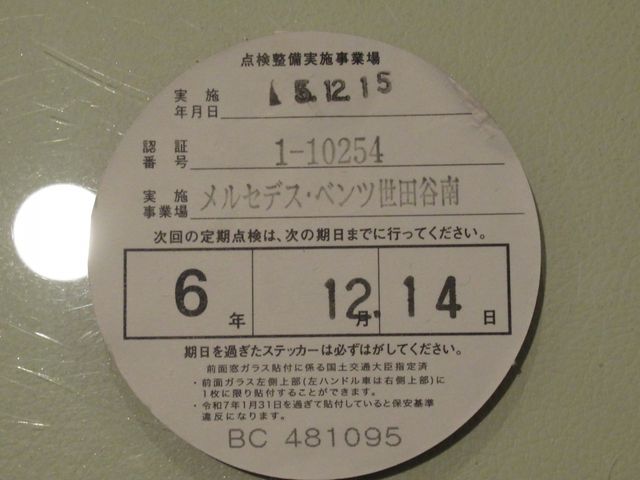 点検整備実施事業場
実施
年月日
5.12.15
認証
番号
1-10254
実施
事業場
メルセデス・ベンツ世田谷南
次回の定期点検は、次の期日までに行ってください。
6年 12月 14日
期日を過ぎたステッカーは必ずはがしてください。
前面窓ガラス貼付に係る国土交通大臣指定済
・前面ガラス左側上部(左ハンドル車は右側上部)に
1枚に限り貼付することができます。
・令和7年1月31日を過ぎて貼付していると保安基準
違反になります。
BC 481095